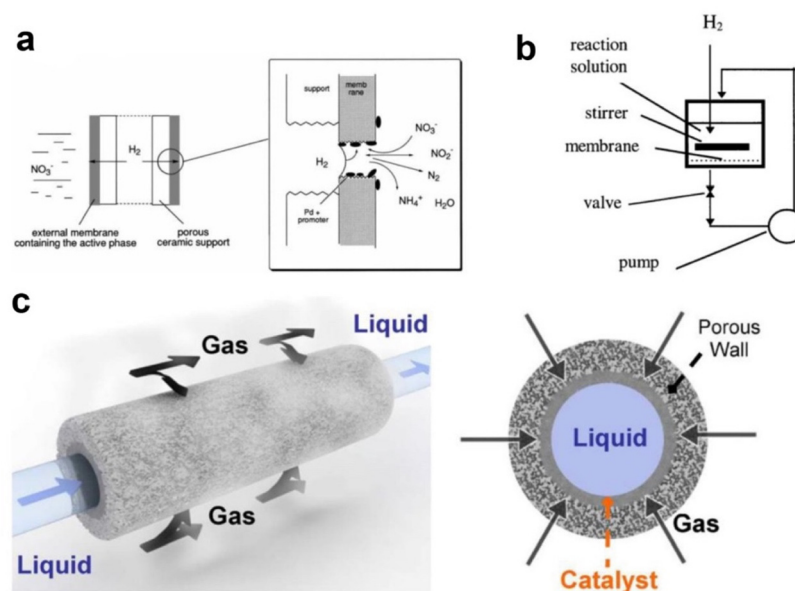 a
NO₃⁻
H₂
external membrane
containing the active phase
porous
ceramic support
support
memb
rane
H₂
Pd +
promoter
NO₃⁻
NO₂⁻
N₂
NH₄⁺
H₂O
b
H₂
reaction
solution
stirrer
membrane
valve
pump
c
Liquid
Gas
Liquid
Gas
Porous
Wall
Liquid
Gas
Catalyst